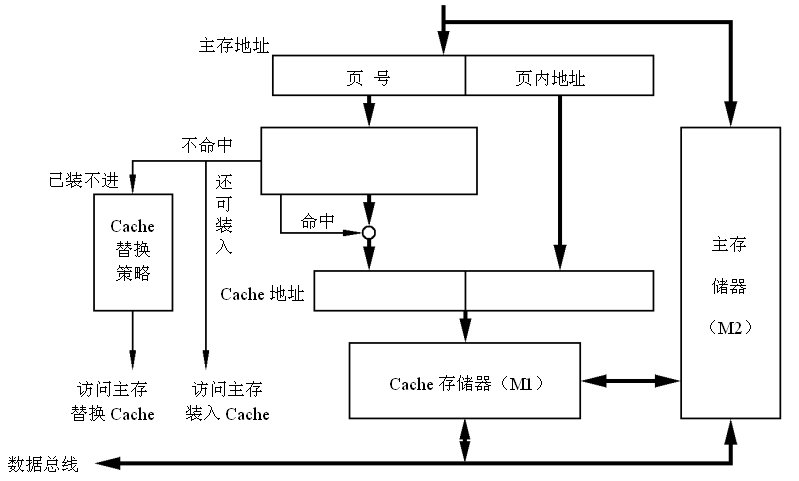 主存地址
页 号
页内地址
不命中
已装不进
还
可
装
入
命中
Cache
替换
策略
Cache 地址
主存
储器
（M2）
Cache 存储器（M1）
访问主存
替换 Cache
访问主存
装入 Cache
数据总线